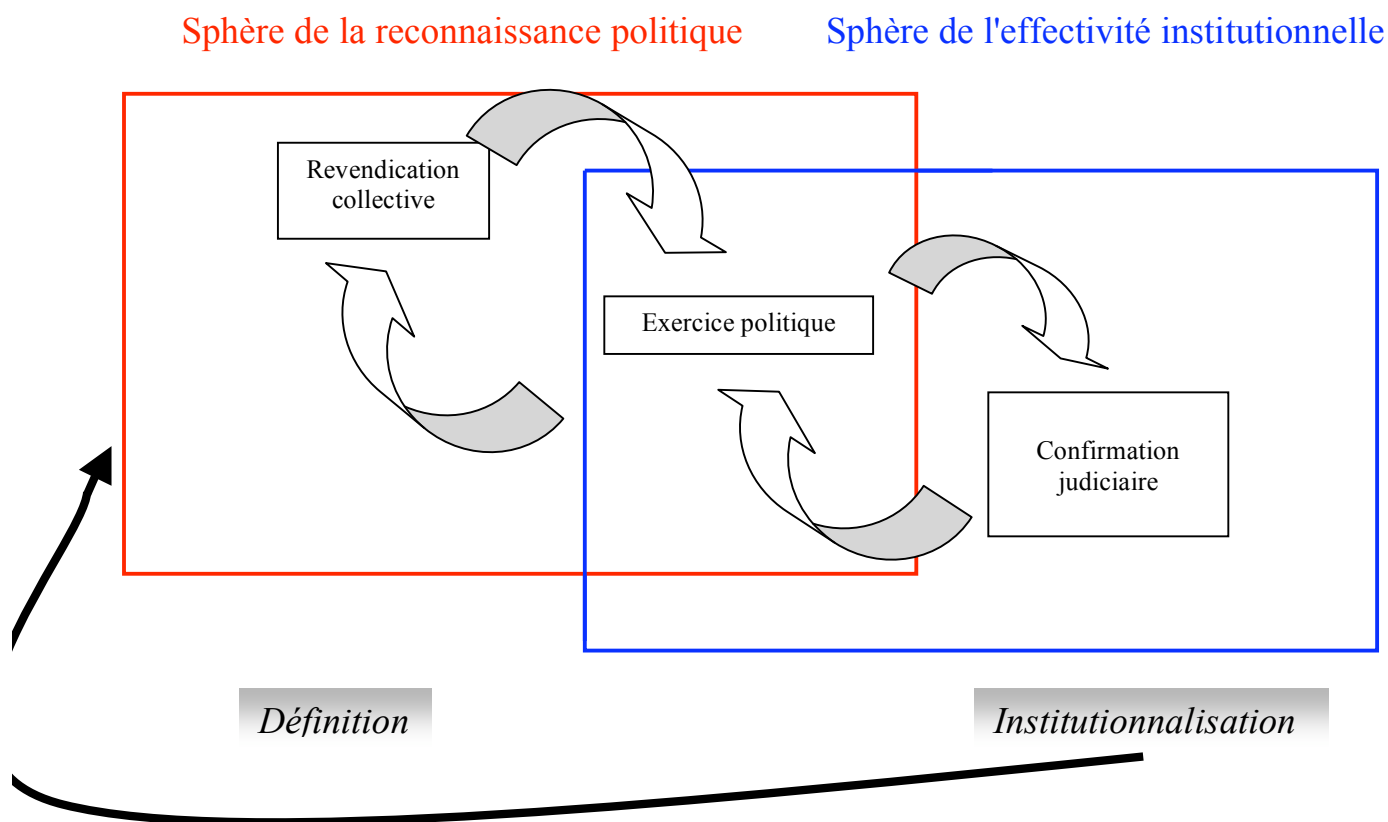 Sphère de la reconnaissance politique
Sphère de l'effectivité institutionnelle
Revendication
collective
Exercice politique
Confirmation
judiciaire
Définition
Institutionnalisation